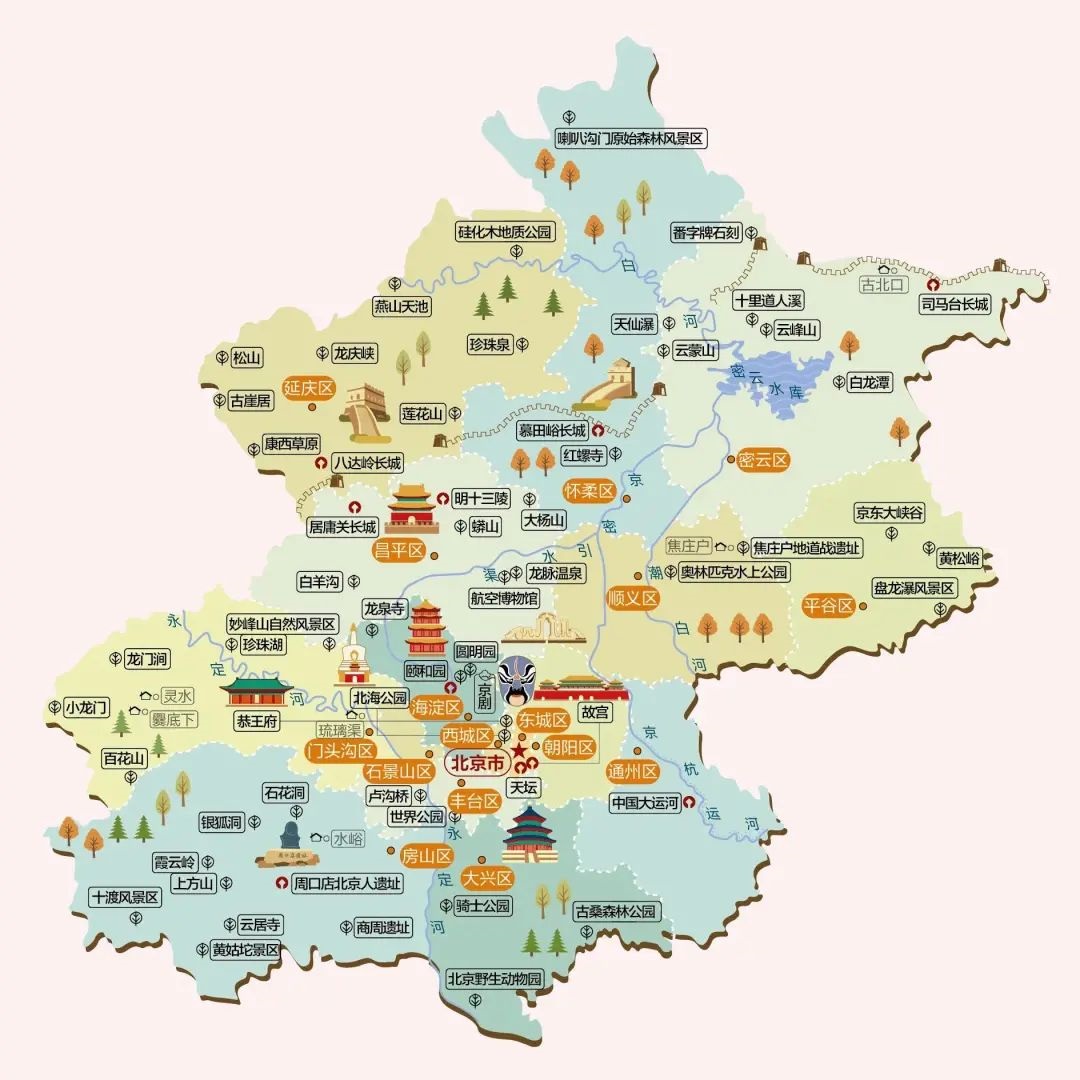 喇叭沟门原始森林风景区
硅化木地质公园
番字牌石刻
白
燕山天池
古北口
司马台长城
十里道人溪
天仙瀑
河
云峰山
松山
龙庆峡
珍珠泉
云蒙山
密云水库
白龙潭
延庆区
古崖居
莲花山
慕田峪长城
康西草原
红螺寺
八达岭长城
密云区
怀柔区
京
明十三陵
居庸关长城
蟒山
大杨山
密
京东大峡谷
昌平区
引
水
渠
焦庄户
焦庄户地道战遗址
黄松峪
白羊沟
龙脉温泉
潮
奥林匹克水上公园
盘龙瀑风景区
航空博物馆
顺义区
平谷区
龙泉寺
永
妙峰山自然风景区
白
珍珠湖
圆明园
龙门涧
定
颐和园
河
灵水
京剧
河
小龙门
爨底下
恭王府
北海公园
海淀区
故宫
东城区
琉璃渠
西城区
京
门头沟区
朝阳区
百花山
北京市
石景山区
通州区
杭
天坛
石花洞
卢沟桥
丰台区
中国大运河
世界公园
运
河
银狐洞
永
水峪
房山区
霞云岭
上方山
周口店北京人遗址
定
大兴区
十渡风景区
骑士公园
古桑森林公园
云居寺
商周遗址
河
黄姑坨景区
北京野生动物园